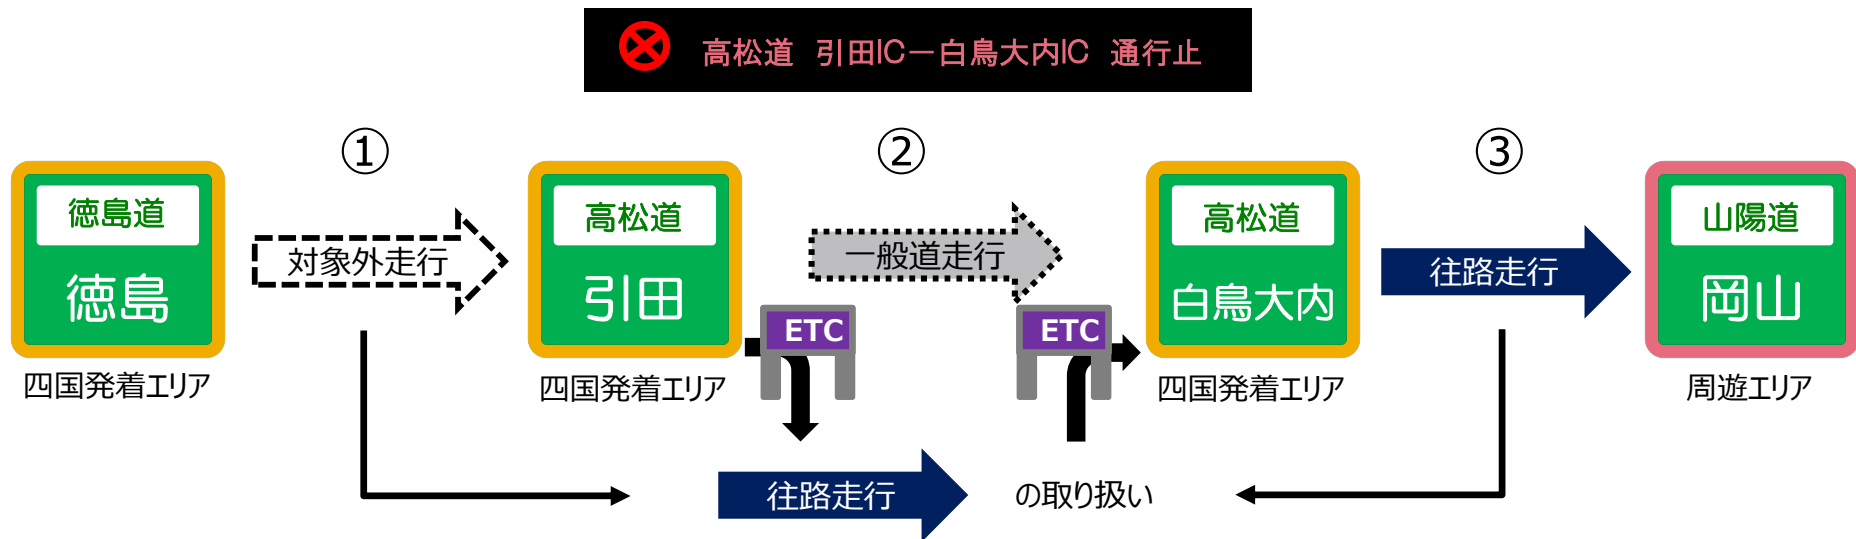 高松道 引田IC－白鳥大内IC 通行止
① ② ③
徳島道
徳島
四国発着エリア
対象外走行
高松道
引田
四国発着エリア
ETC
一般道走行
ETC
高松道
白鳥大内
四国発着エリア
往路走行
山陽道
岡山
周遊エリア
往路走行 の取り扱い